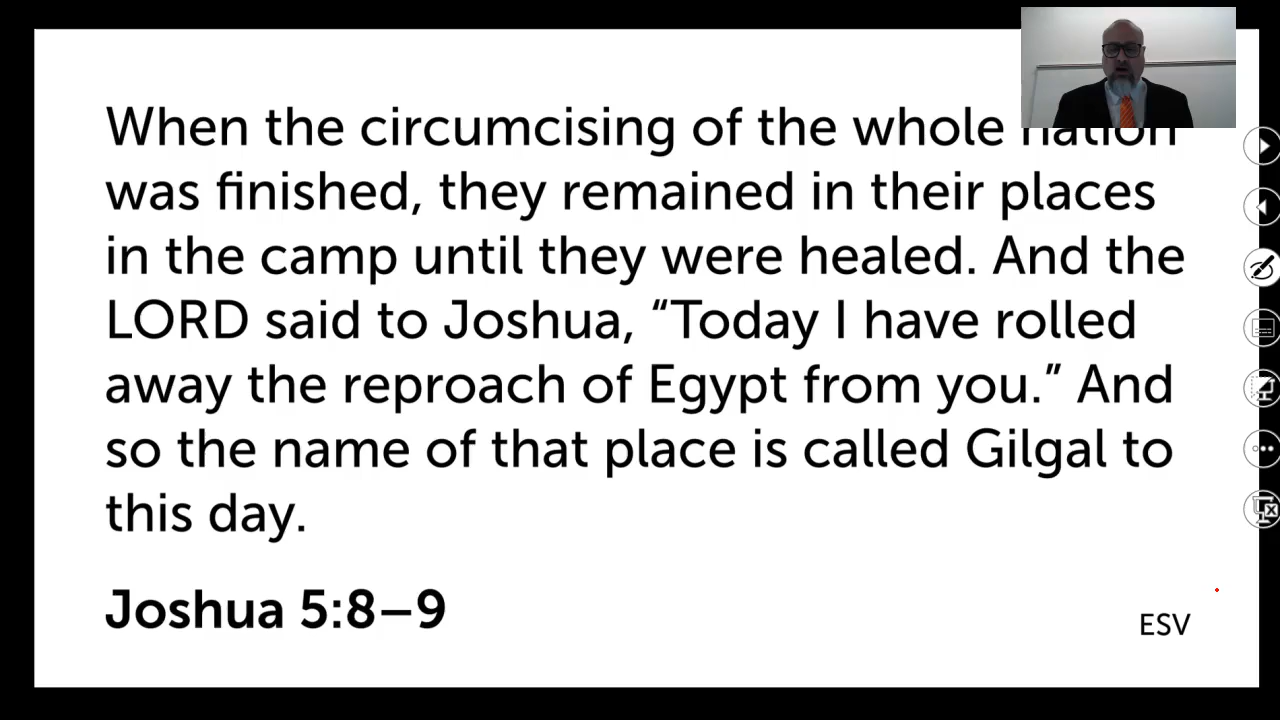 When the circumcising of the whole nation
was finished, they remained in their places
in the camp until they were healed. And the
LORD said to Joshua, “Today I have rolled
away the reproach of Egypt from you.” And
so the name of that place is called Gilgal to
this day.
Joshua 5:8–9
ESV